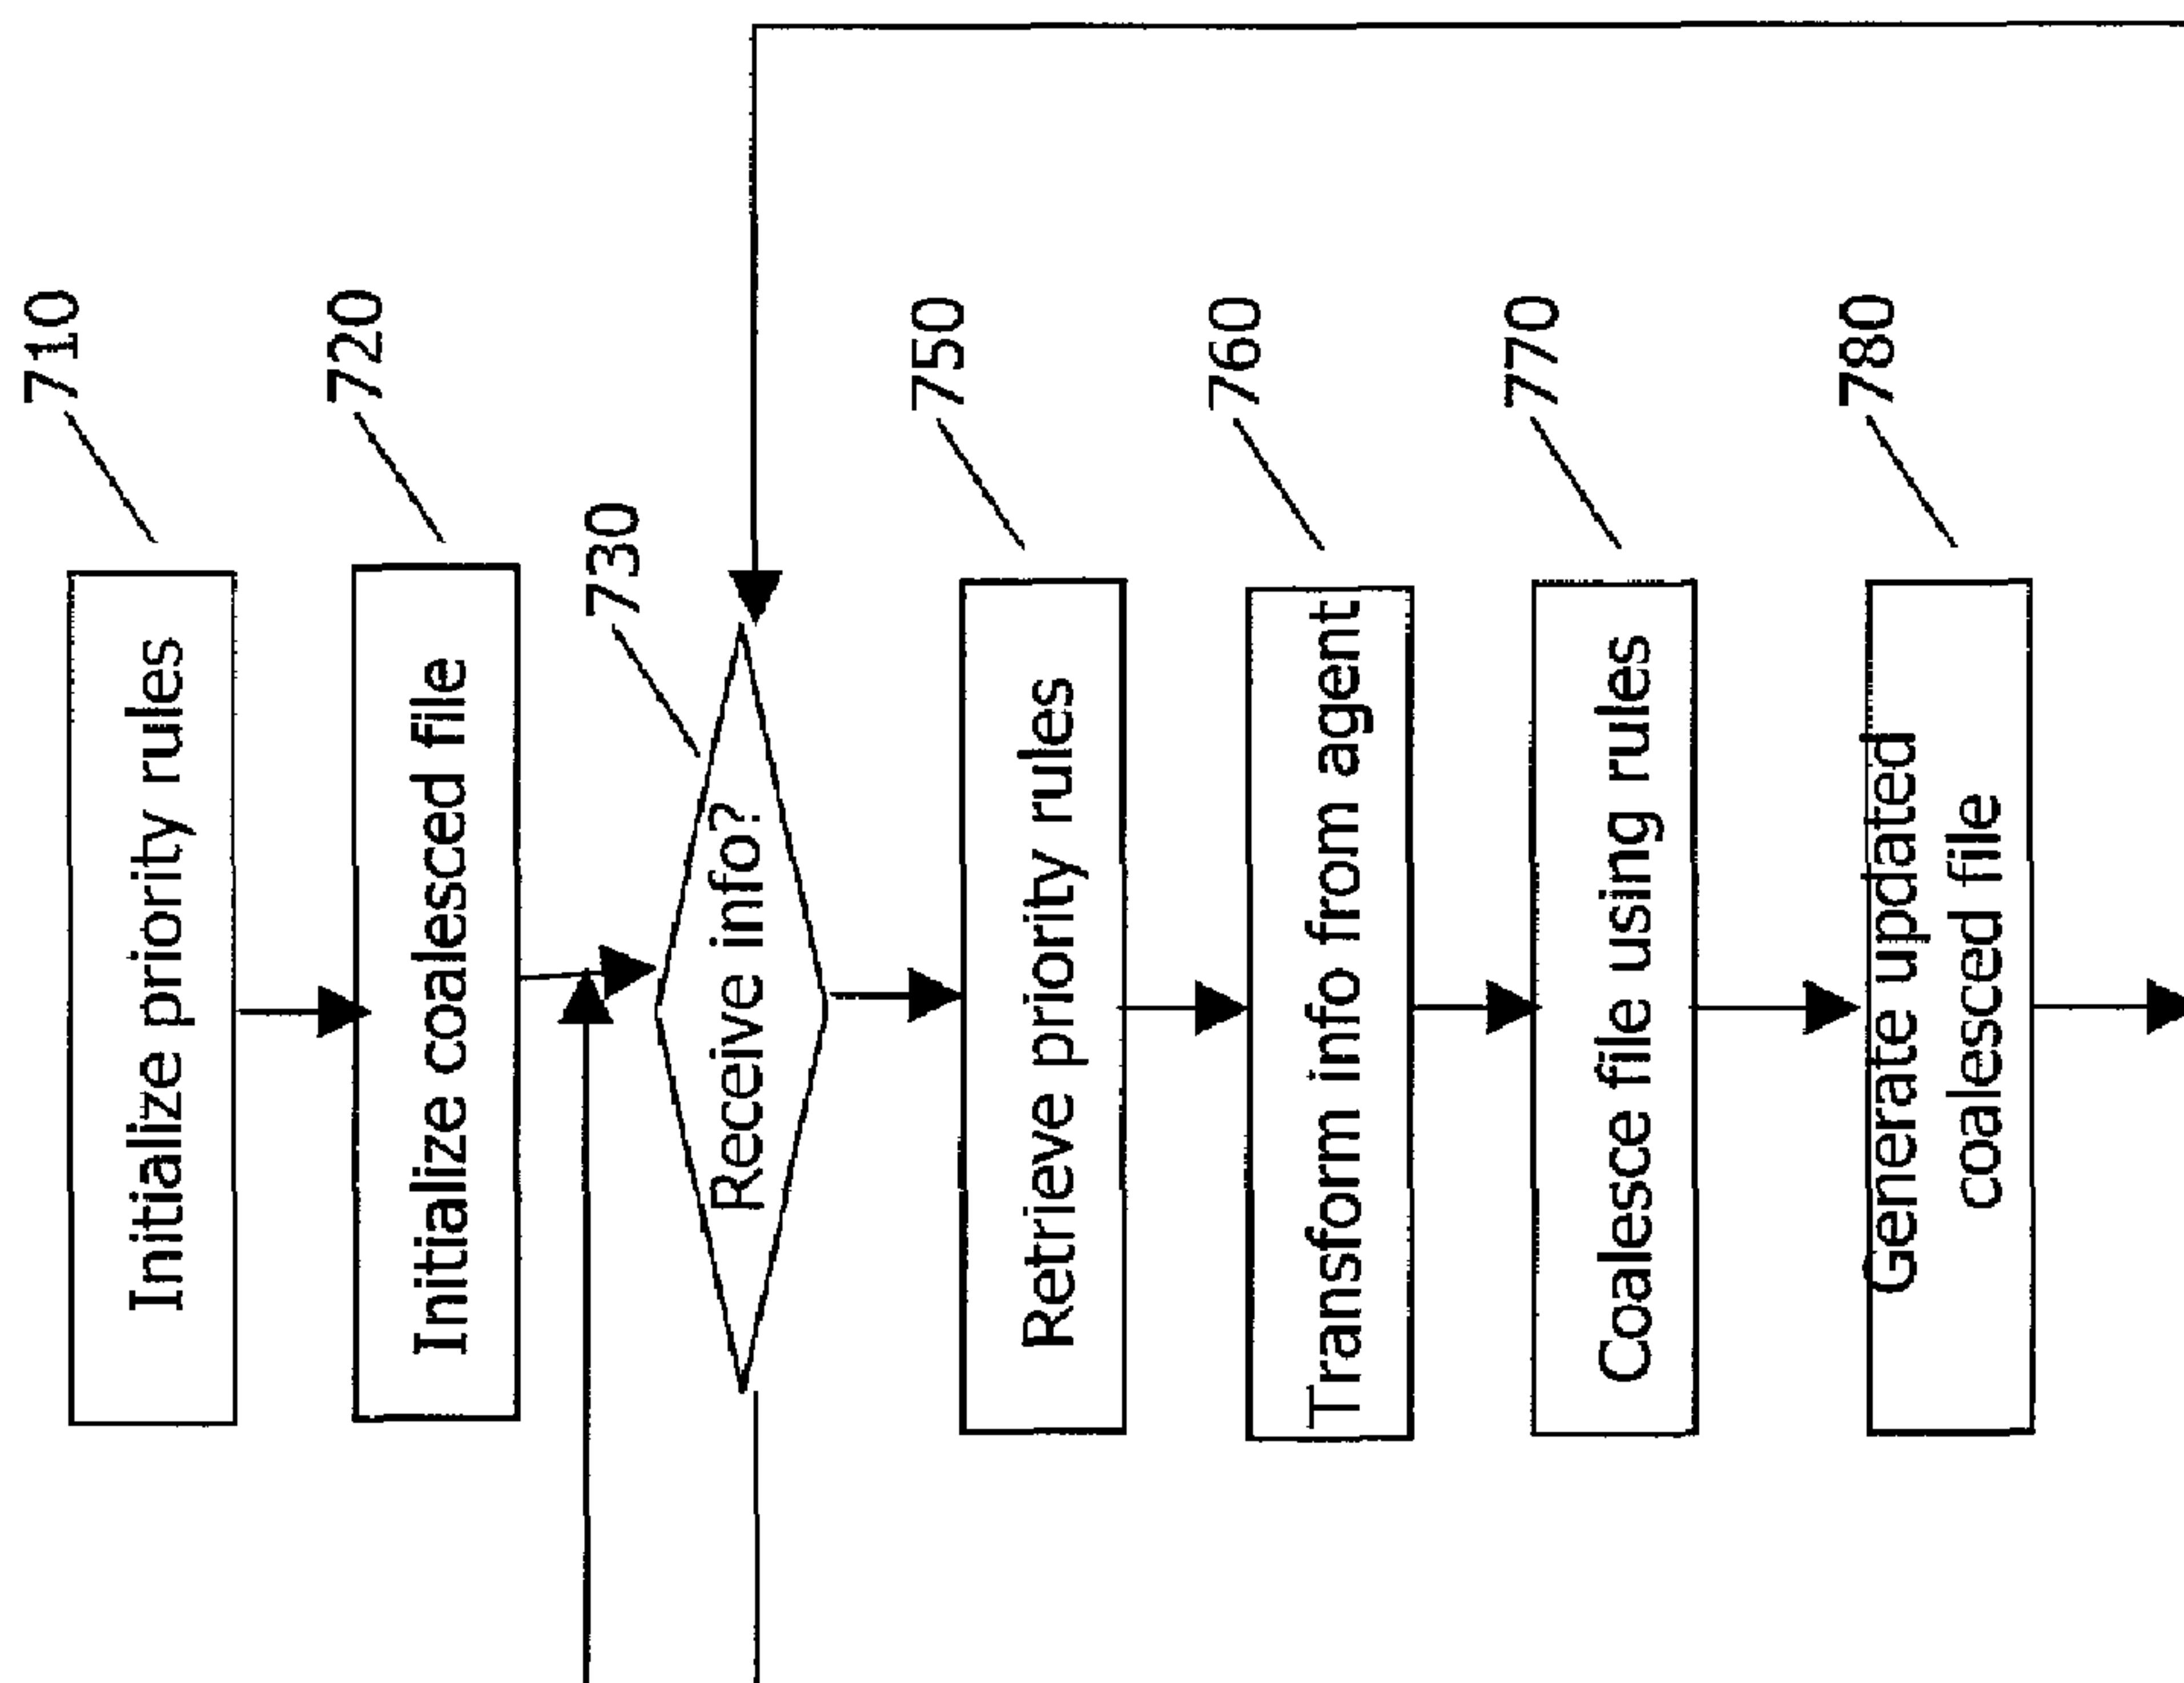 710
Initialize priority rules
720
Initialize coalesced file
730
Receive info?
750
Retrieve priority rules
760
Transform info from agent
770
Coalesce file using rules
780
Generate updated
coalesced file